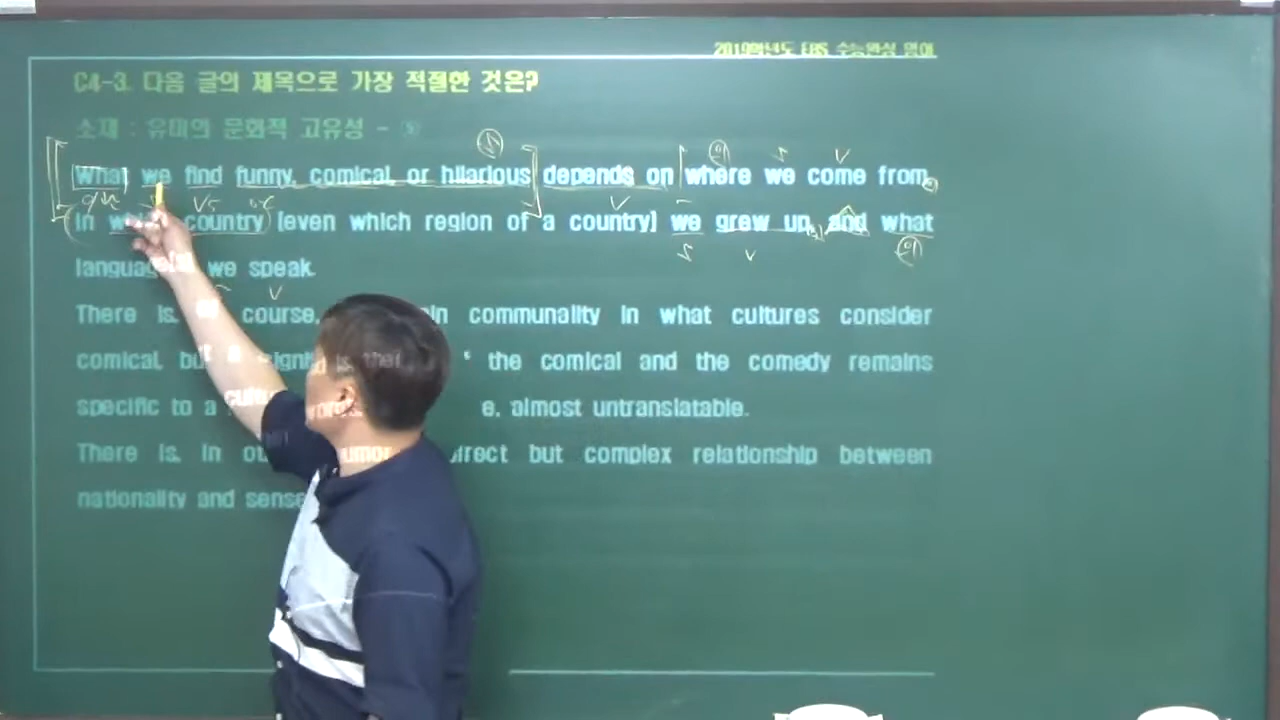 2019학년도 EBS 수능완성 영어
C4-3. 다음 글의 제목으로 가장 적절한 것은?
소재 : 유머의 문화적 고유성 -
What we find funny, comical or hilarious depends on where we come from,
in which country (even which region of a country) we grew up, and what
we speak.
There is, course, communality in what cultures consider
comical, the comical and the comedy remains
specific to a almost untranslatable.
There is, in but complex relationship between
nationality and sense